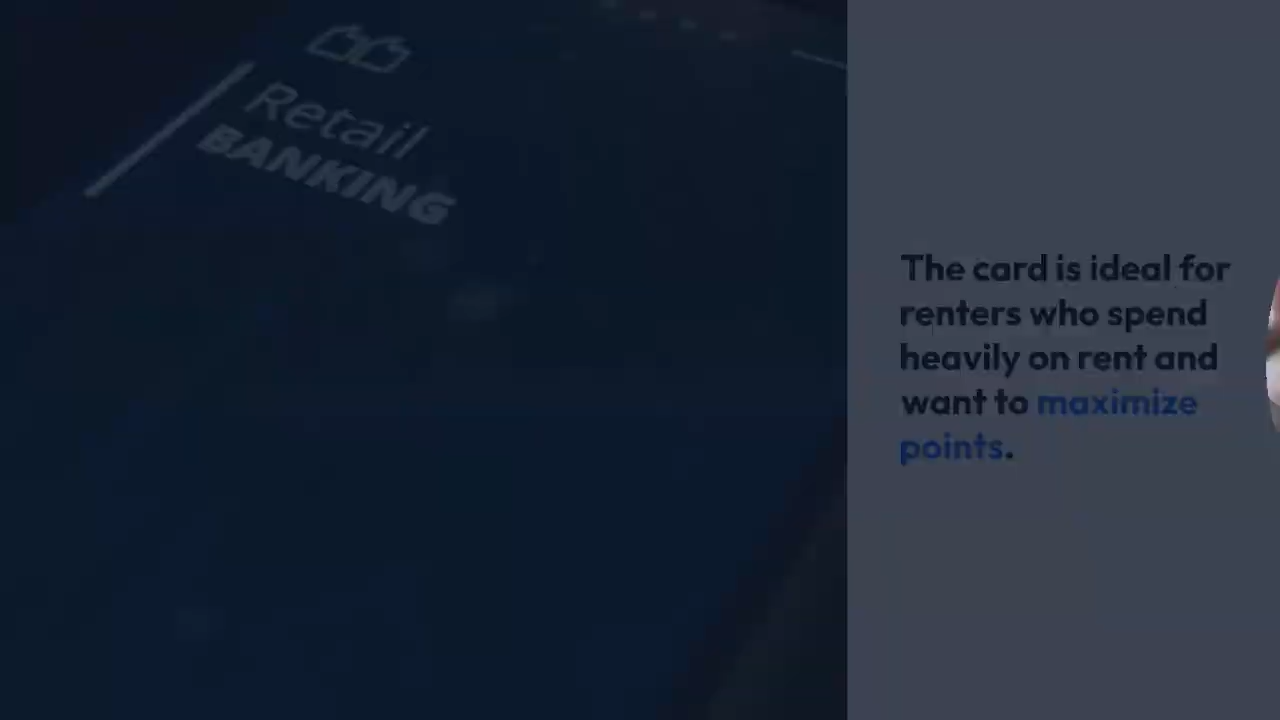 Retail
BANKING
The card is ideal for
renters who spend
heavily on rent and
want to maximize
points.